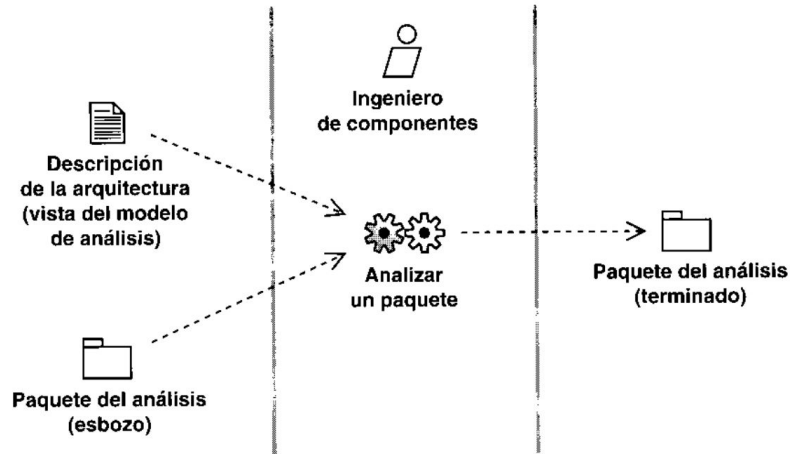 Ingeniero
de componentes
Descripción
de la arquitectura
(vista del modelo
de análisis)
Analizar
un paquete
Paquete del análisis
(terminado)
Paquete del análisis
(esbozo)